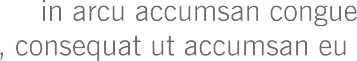 in arcu accumsan congue
, consequat ut accumsan eu